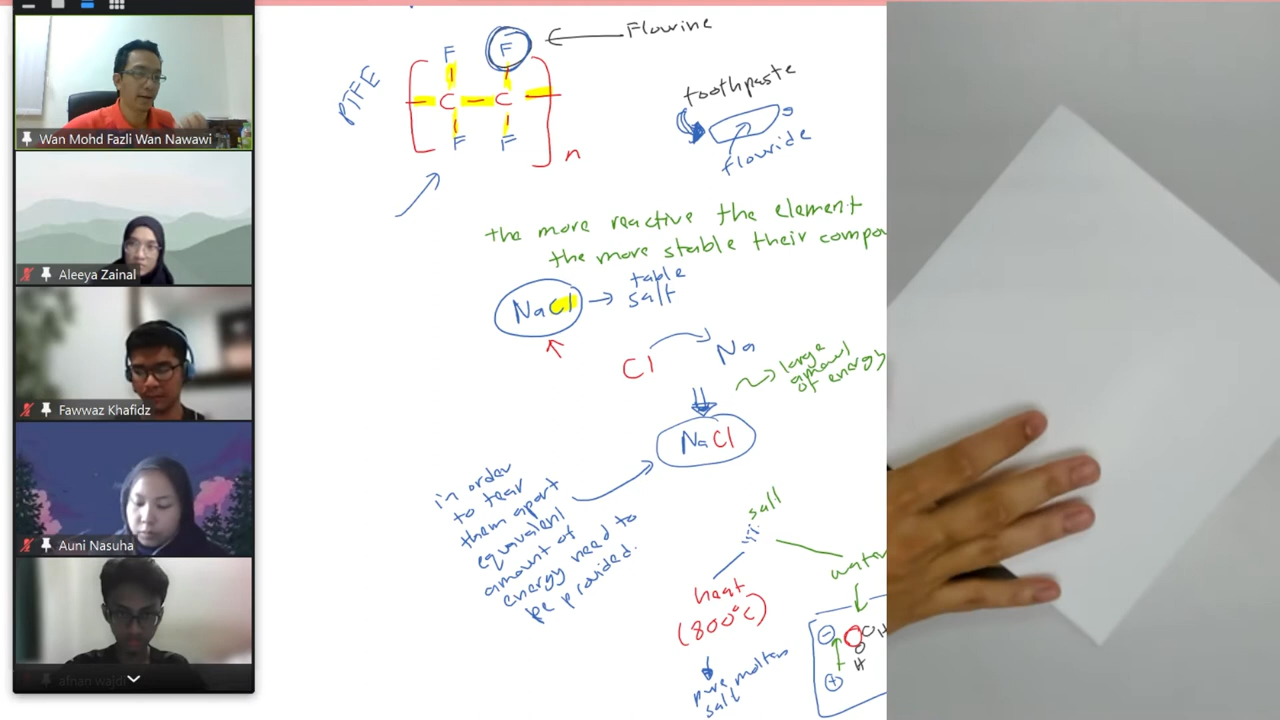 Wan Mohd Fazli Wan Nawawi
Aleeya Zainal
Fawwaz Khafidz
Auni Nasuha
afnan wajdi
PTFE
F F
C C
F F
n
Flourine
toothpaste
flouride
the more reactive the element
the more stable their compo
NaCl
table
salt
Cl Na
large
amount
of energy
NaCl
in order
to tear
them apart
equivalent
amount of
energy need to
be provided.
salt
heat
(800°C)
pure molten
salt
water
- O H
O
+ H